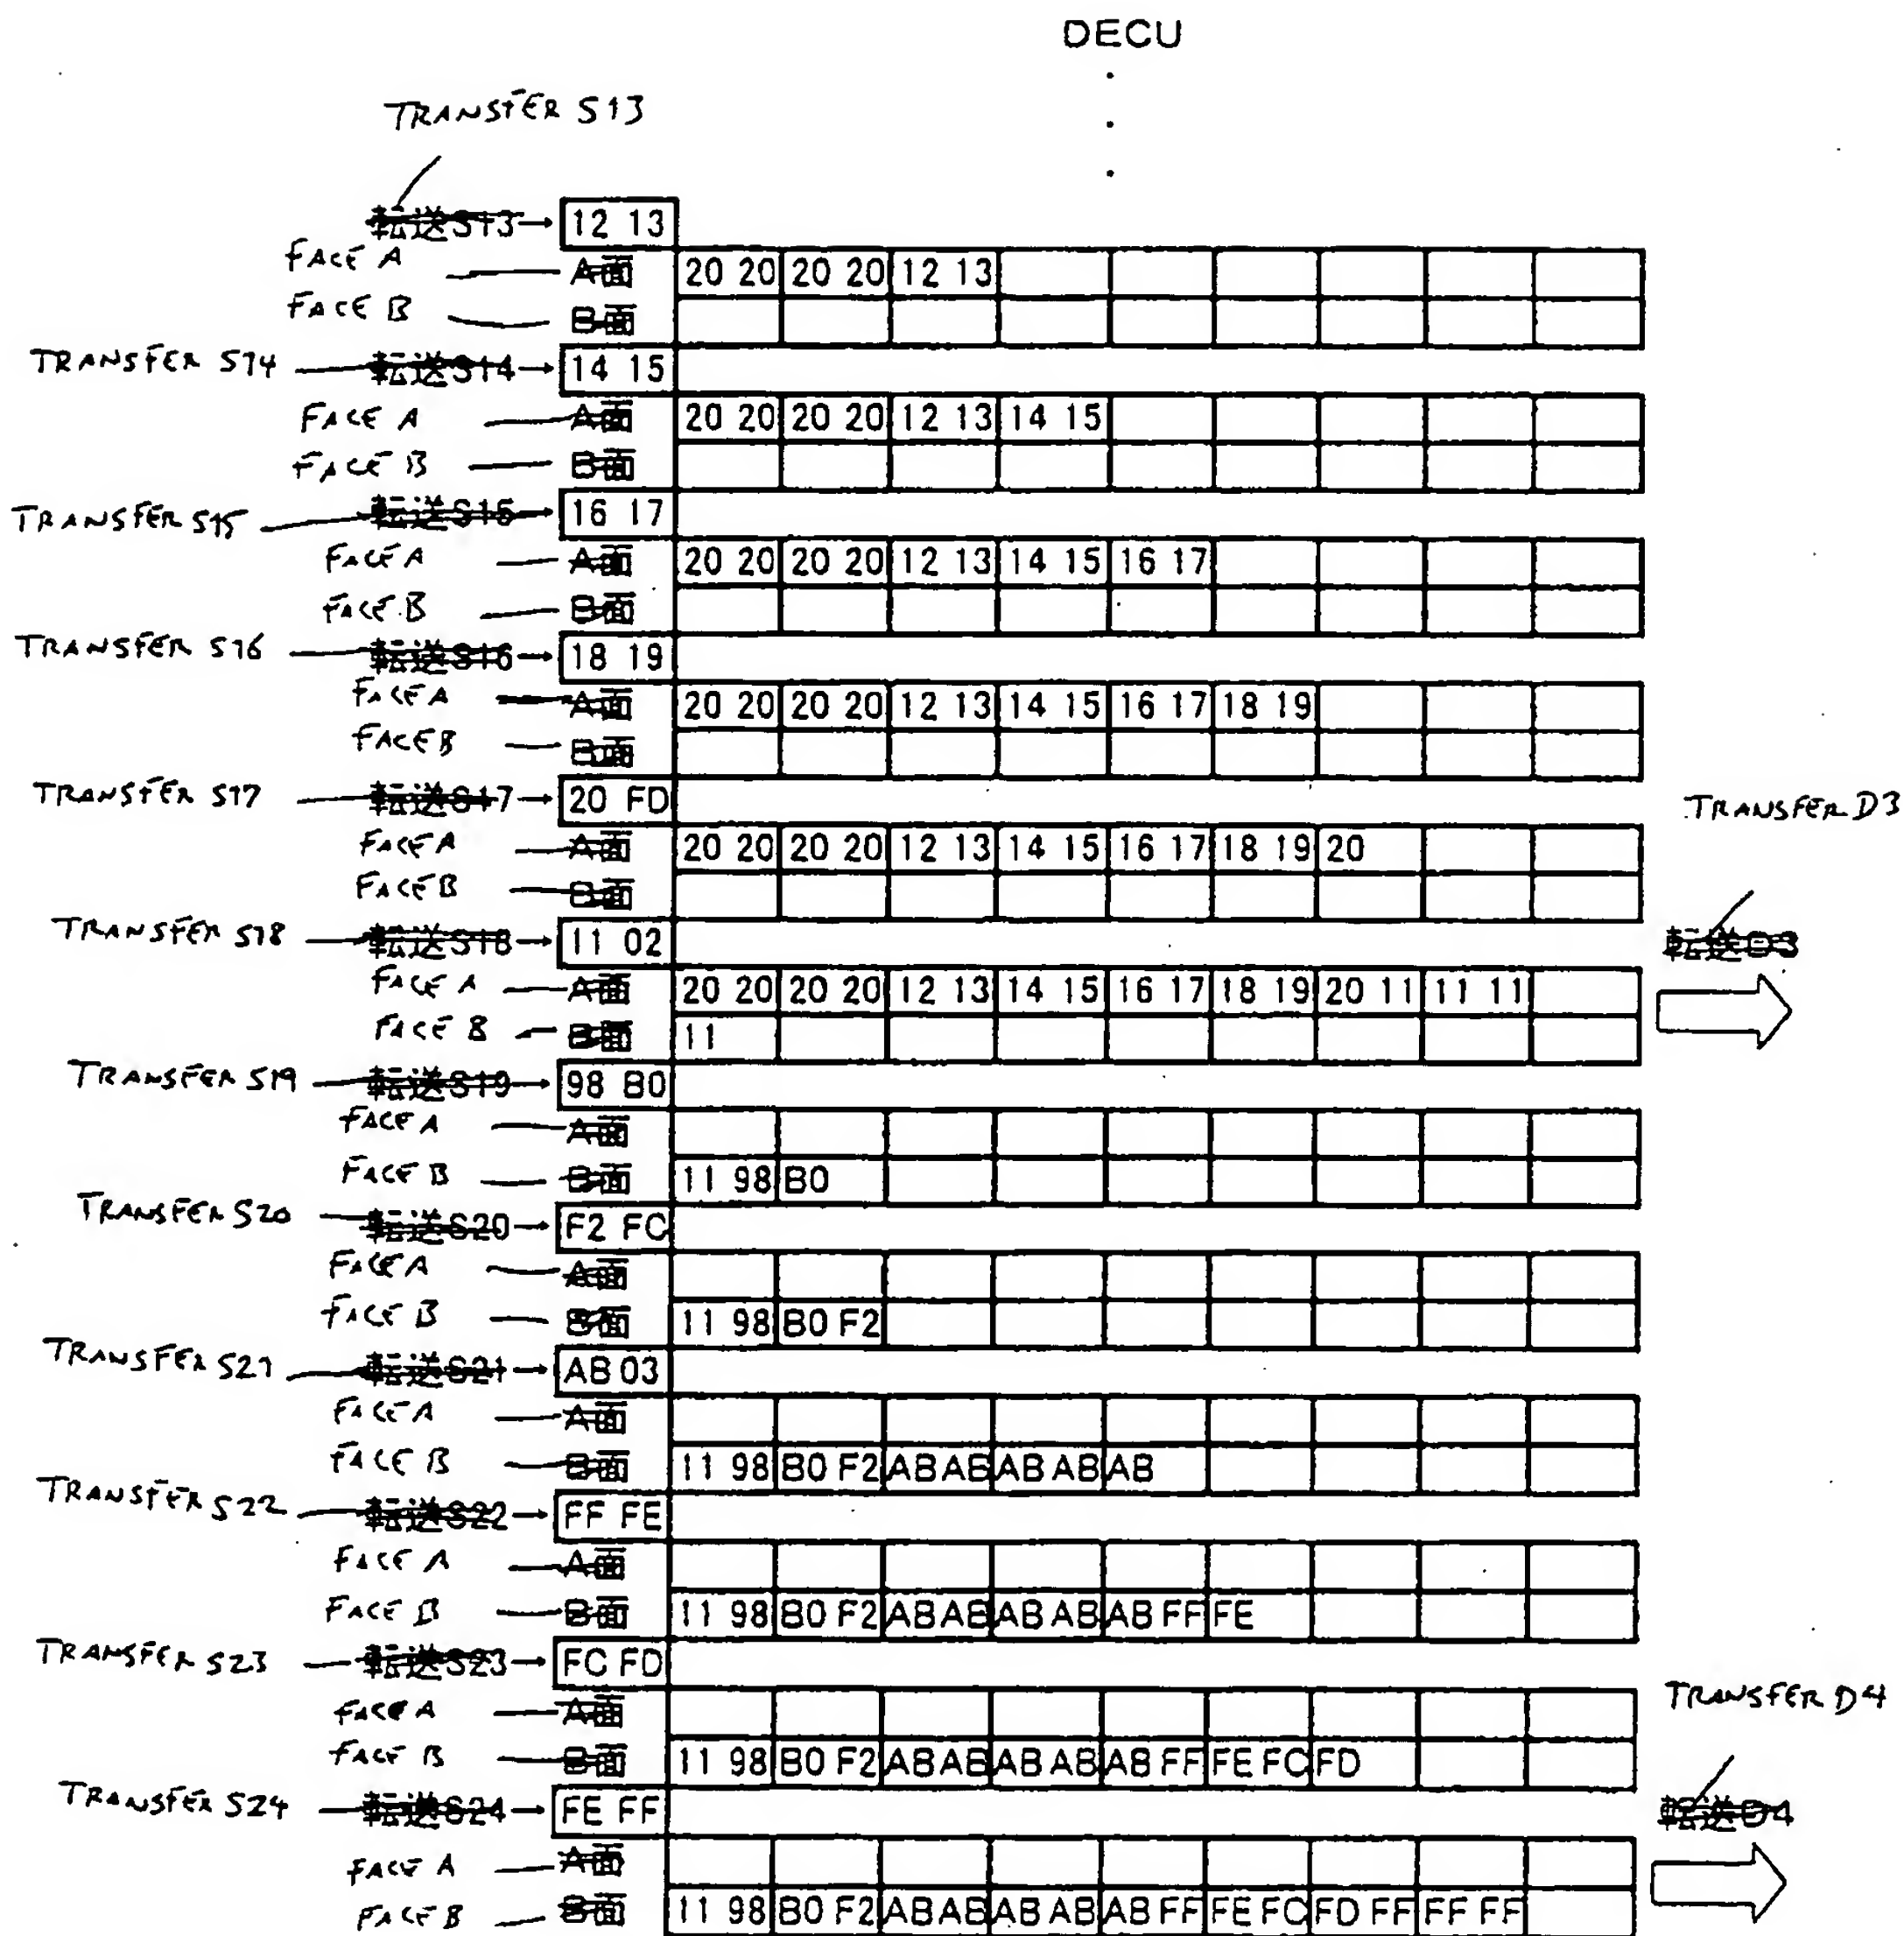 DECU
TRANSFER S13
転送S13→ 12 13
FACE A A面 20 20 20 20 12 13
FACE B B面
TRANSFER S14 転送S14→ 14 15
FACE A A面 20 20 20 20 12 13 14 15
FACE B B面
TRANSFER S15 転送S15→ 16 17
FACE A A面 20 20 20 20 12 13 14 15 16 17
FACE B B面
TRANSFER S16 転送S16→ 18 19
FACE A A面 20 20 20 20 12 13 14 15 16 17 18 19
FACE B B面
TRANSFER S17 転送S17→ 20 FD TRANSFER D3
FACE A A面 20 20 20 20 12 13 14 15 16 17 18 19 20
FACE B B面
TRANSFER S18 転送S18→ 11 02 転送D3
FACE A A面 20 20 20 20 12 13 14 15 16 17 18 19 20 11 11 11
FACE B B面 11
TRANSFER S19 転送S19→ 98 B0
FACE A A面
FACE B B面 11 98 B0
TRANSFER S20 転送S20→ F2 FC
FACE A A面
FACE B B面 11 98 B0 F2
TRANSFER S21 転送S21→ AB 03
FACE A A面
FACE B B面 11 98 B0 F2 AB AB AB AB AB
TRANSFER S22 転送S22→ FF FE
FACE A A面
FACE B B面 11 98 B0 F2 AB AB AB AB AB FF FE
TRANSFER S23 転送S23→ FC FD
FACE A A面 TRANSFER D4
FACE B B面 11 98 B0 F2 AB AB AB AB AB FF FE FC FD
TRANSFER S24 転送S24→ FE FF 転送D4
FACE A A面
FACE B B面 11 98 B0 F2 AB AB AB AB AB FF FE FC FD FF FF FF